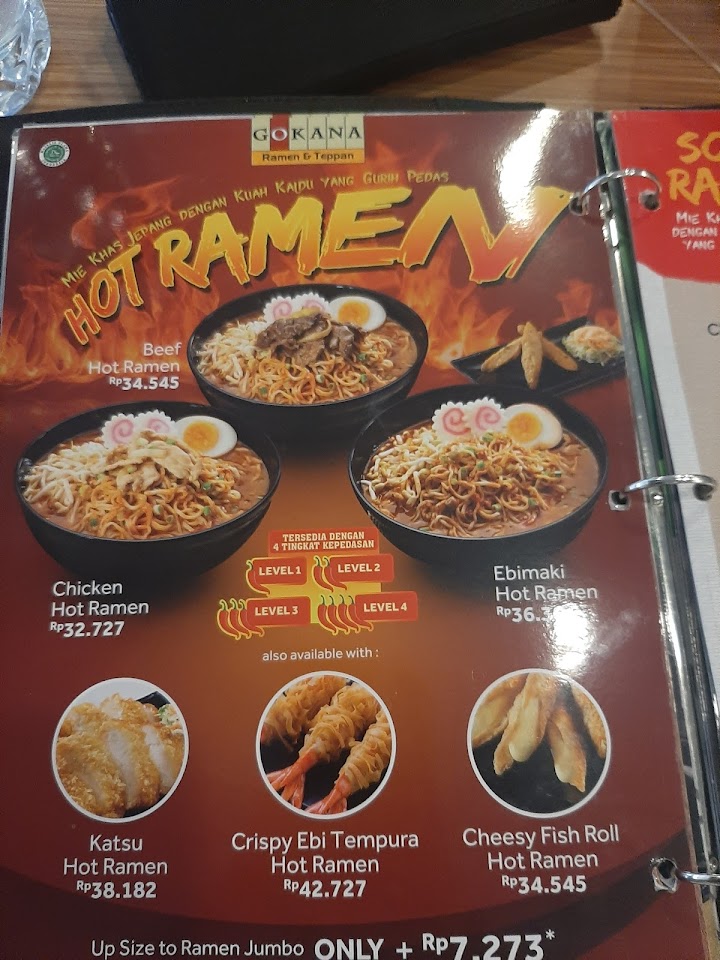 GOKANA
Ramen & Teppan
MIE KHAS JEPANG DENGAN KUAH KALDU YANG GURIH PEDAS
HOT RAMEN
Beef
Hot Ramen
Rp34.545
Chicken
Hot Ramen
Rp32.727
TERSEDIA DENGAN
4 TINGKAT KEPEDASAN
LEVEL 1
LEVEL 2
LEVEL 3
LEVEL 4
Ebimaki
Hot Ramen
also available with :
Katsu
Hot Ramen
Rp38.182
Crispy Ebi Tempura
Hot Ramen
Rp42.727
Cheesy Fish Roll
Hot Ramen
Rp34.545
Up Size to Ramen Jumbo ONLY + Rp7.273*
MIE
DENGAN
YANG